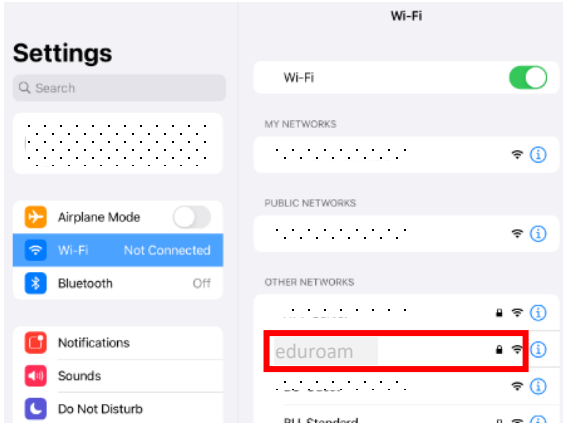 Wi-Fi
Settings
Search
Airplane Mode
Wi-Fi Not Connected
Bluetooth Off
Notifications
Sounds
Do Not Disturb
Wi-Fi
MY NETWORKS
PUBLIC NETWORKS
OTHER NETWORKS
eduroam
Standard